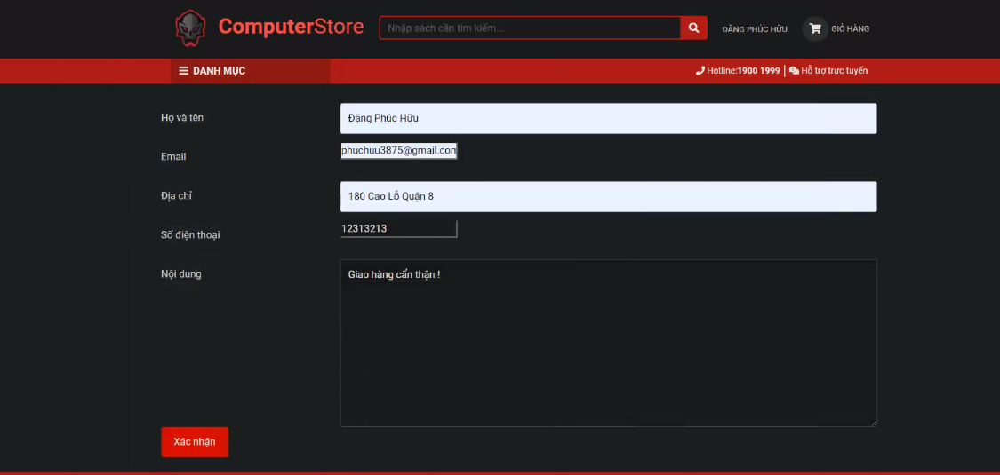 ComputerStore
Nhập sách cần tìm kiếm...
ĐẶNG PHÚC HỮU
GIỎ HÀNG
DANH MỤC
Hotline:1900 1999
Hỗ trợ trực tuyến
Họ và tên
Đặng Phúc Hữu
Email
phuchuu3875@gmail.com
Địa chỉ
180 Cao Lỗ Quận 8
Số điện thoại
12313213
Nội dung
Giao hàng cẩn thận !
Xác nhận